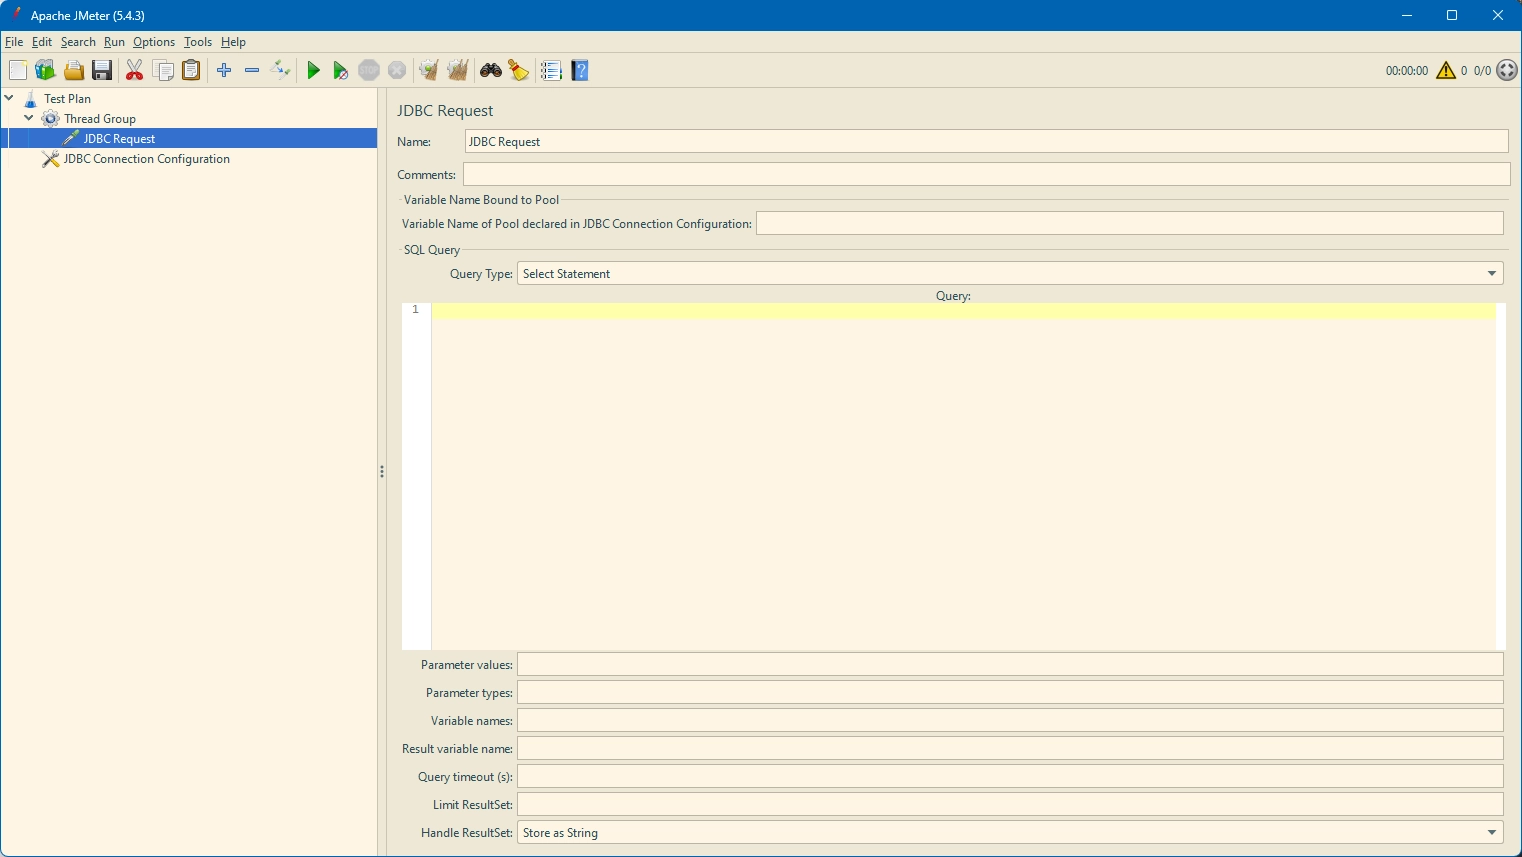 Apache JMeter (5.4.3)
File Edit Search Run Options Tools Help
STOP
00:00:00 0 0/0
Test Plan
Thread Group
JDBC Request
JDBC Connection Configuration
JDBC Request
Name: JDBC Request
Comments:
Variable Name Bound to Pool
Variable Name of Pool declared in JDBC Connection Configuration:
SQL Query
Query Type: Select Statement
Query:
1
Parameter values:
Parameter types:
Variable names:
Result variable name:
Query timeout (s):
Limit ResultSet:
Handle ResultSet: Store as String